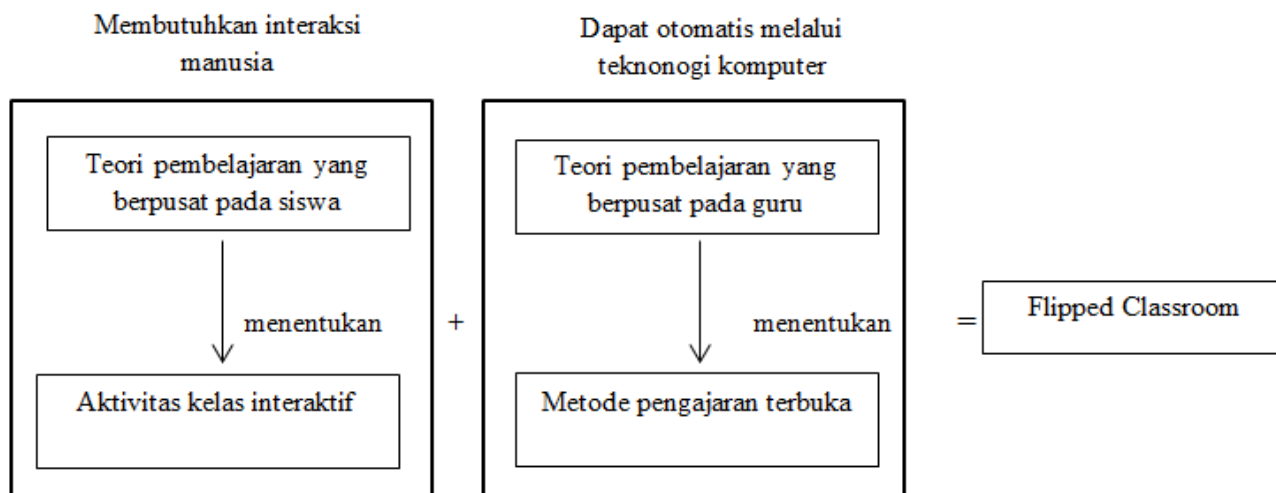 Membutuhkan interaksi
manusia
Dapat otomatis melalui
teknonogi komputer
Teori pembelajaran yang
berpusat pada siswa
Teori pembelajaran yang
berpusat pada guru
menentukan
+
menentukan
=
Flipped Classroom
Aktivitas kelas interaktif
Metode pengajaran terbuka